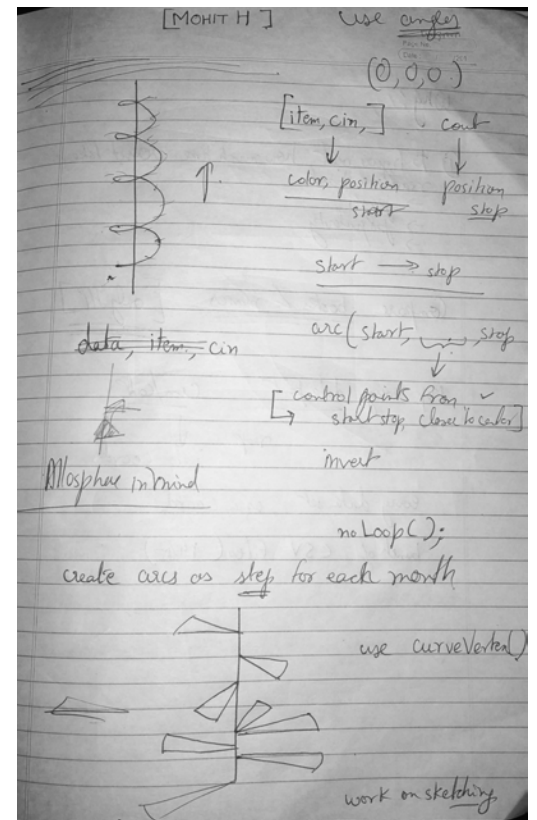 [MOHIT H]
use angles
(0,0,0)
[item, cin,] cout
color, position
start
position
stop
start → stop
data, item, cin
arc(start, , stop
[control points from
start stop, closer to center]
invert
in mind
noLoop();
create arcs as step for each month
use curveVertex()
work on sketching